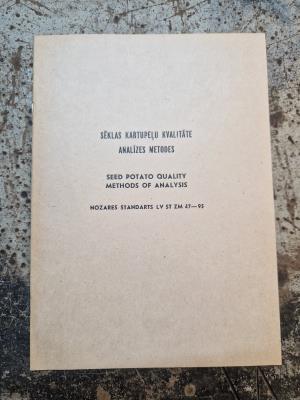 SĒKLAS KARTUPEĻU KVALITĀTE
ANALĪZES METODES
SEED POTATO QUALITY
METHODS OF ANALYSIS
NOZARES STANDARTS LV ST ZM 47—95